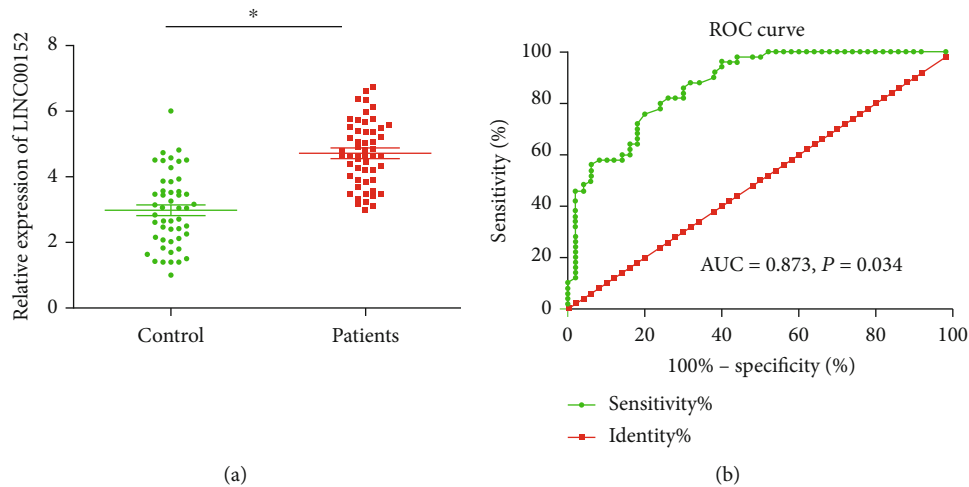 *
Relative expression of LINC00152
8
6
4
2
0
Control
Patients
(a)
ROC curve
Sensitivity (%)
100
80
60
40
20
0
AUC = 0.873, P = 0.034
0
20
40
60
80
100
100% – specificity (%)
Sensitivity%
Identity%
(b)